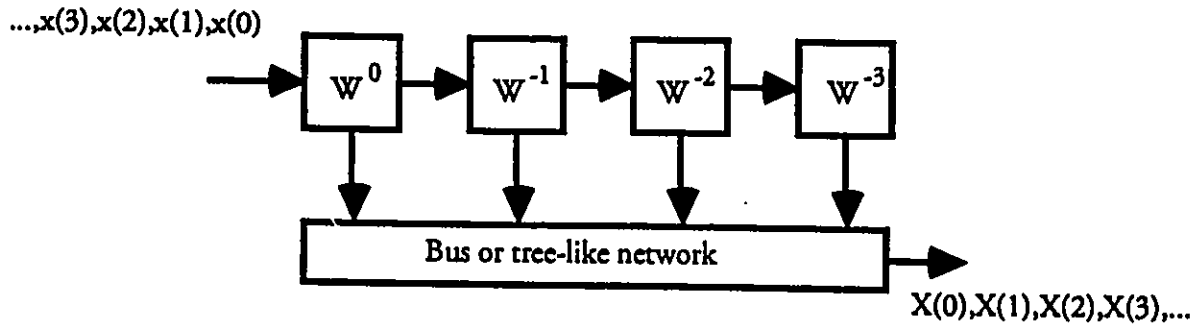 ...,x(3),x(2),x(1),x(0)
W^0 W^-1 W^-2 W^-3
Bus or tree-like network
X(0),X(1),X(2),X(3),...